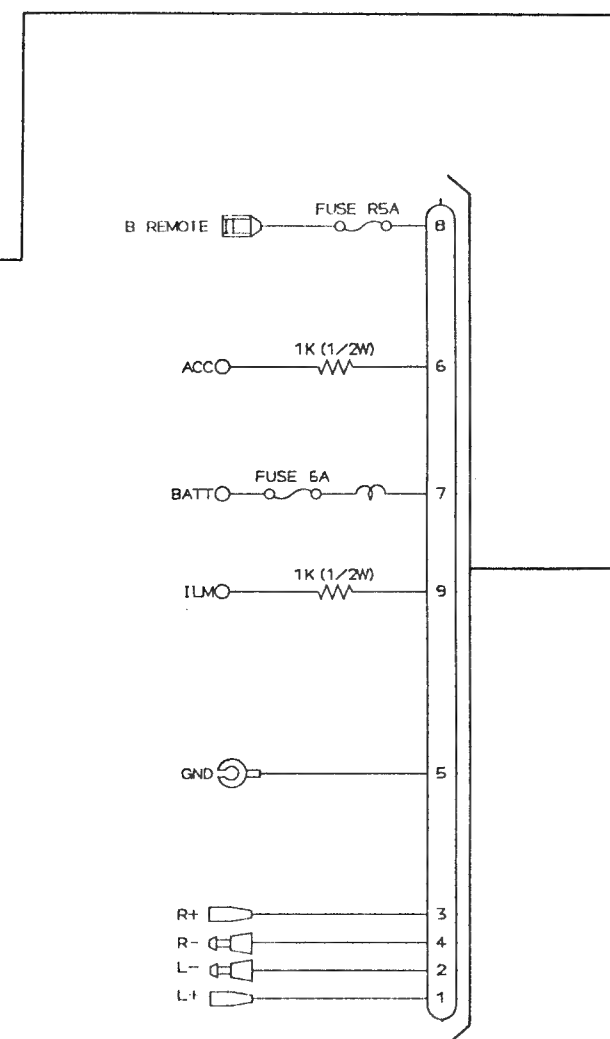 FUSE R5A
B REMOTE 8
1K (1/2W)
ACC 6
FUSE 6A
BATT 7
1K (1/2W)
ILM 9
GND 5
R+ 3
R- 4
L- 2
L+ 1